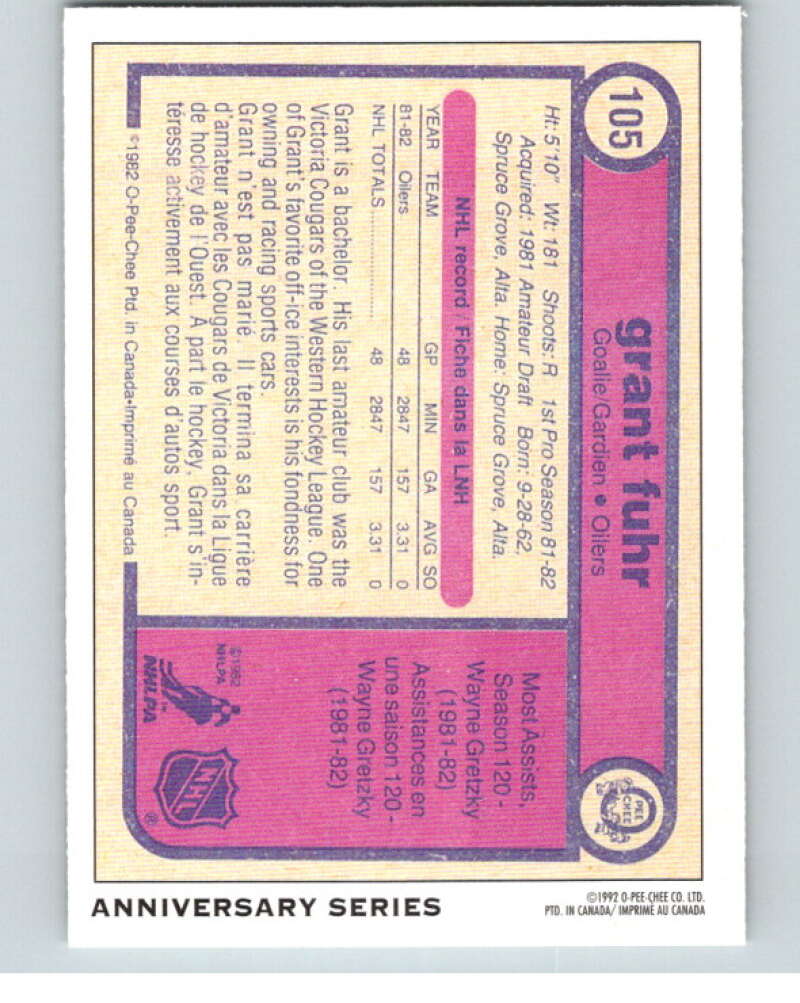 105
grant fuhr
Goalie/Gardien • Oilers
PEE
CHEE
Ht: 5'10" Wt: 181 Shoots: R 1st Pro Season 81-82
Acquired: 1981 Amateur Draft Born: 9-28-62,
Spruce Grove, Alta. Home: Spruce Grove, Alta.
NHL record / Fiche dans la LNH
YEAR TEAM GP MIN GA AVG SO
81-82 Oilers 48 2847 157 3.31 0
NHL TOTALS.............. 48 2847 157 3.31 0
Grant is a bachelor. His last amateur club was the
Victoria Cougars of the Western Hockey League. One
of Grant's favorite off-ice interests is his fondness for
owning and racing sports cars.
Grant n'est pas marié. Il termina sa carrière
d'amateur avec les Cougars de Victoria dans la Ligue
de hockey de l'Ouest. À part le hockey, Grant s'in-
téresse activement aux courses d'autos sport.
©1982 O-Pee-Chee Ptd. in Canada•Imprimé au Canada
Most Assists,
Season 120 -
Wayne Gretzky
(1981-82)
Assistances en
une saison 120 -
Wayne Gretzky
(1981-82)
©1982
NHLPA
NHLPA
™
NHL
®
ANNIVERSARY SERIES
©1992 O-PEE-CHEE CO. LTD.
PTD. IN CANADA/ IMPRIMÉ AU CANADA